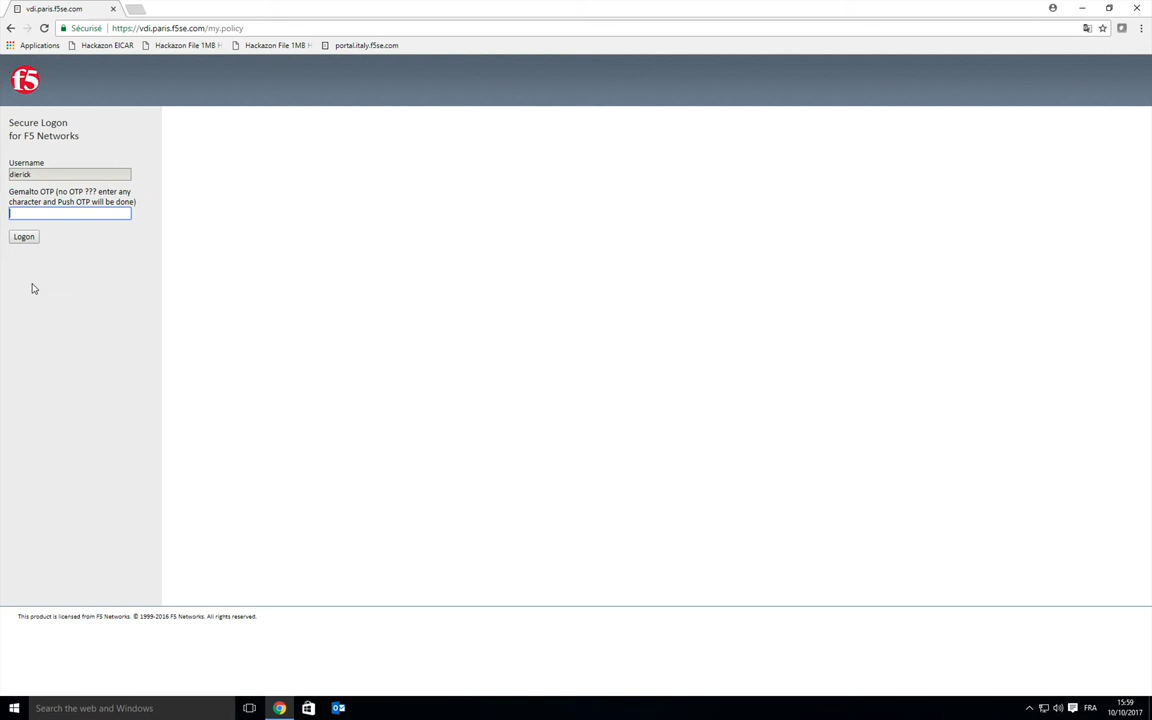 vdi.paris.f5se.com
Sécurisé https://vdi.paris.f5se.com/my.policy
Applications Hackazon EICAR Hackazon File 1MB Hackazon File 1MB portal.italy.f5se.com
f5
Secure Logon
for F5 Networks
Username
dierick
Gemalto OTP (no OTP ??? enter any
character and Push OTP will be done)
Logon
This product is licensed from F5 Networks. © 1999-2016 F5 Networks. All rights reserved.
Search the web and Windows
FRA
15:59
10/10/2017